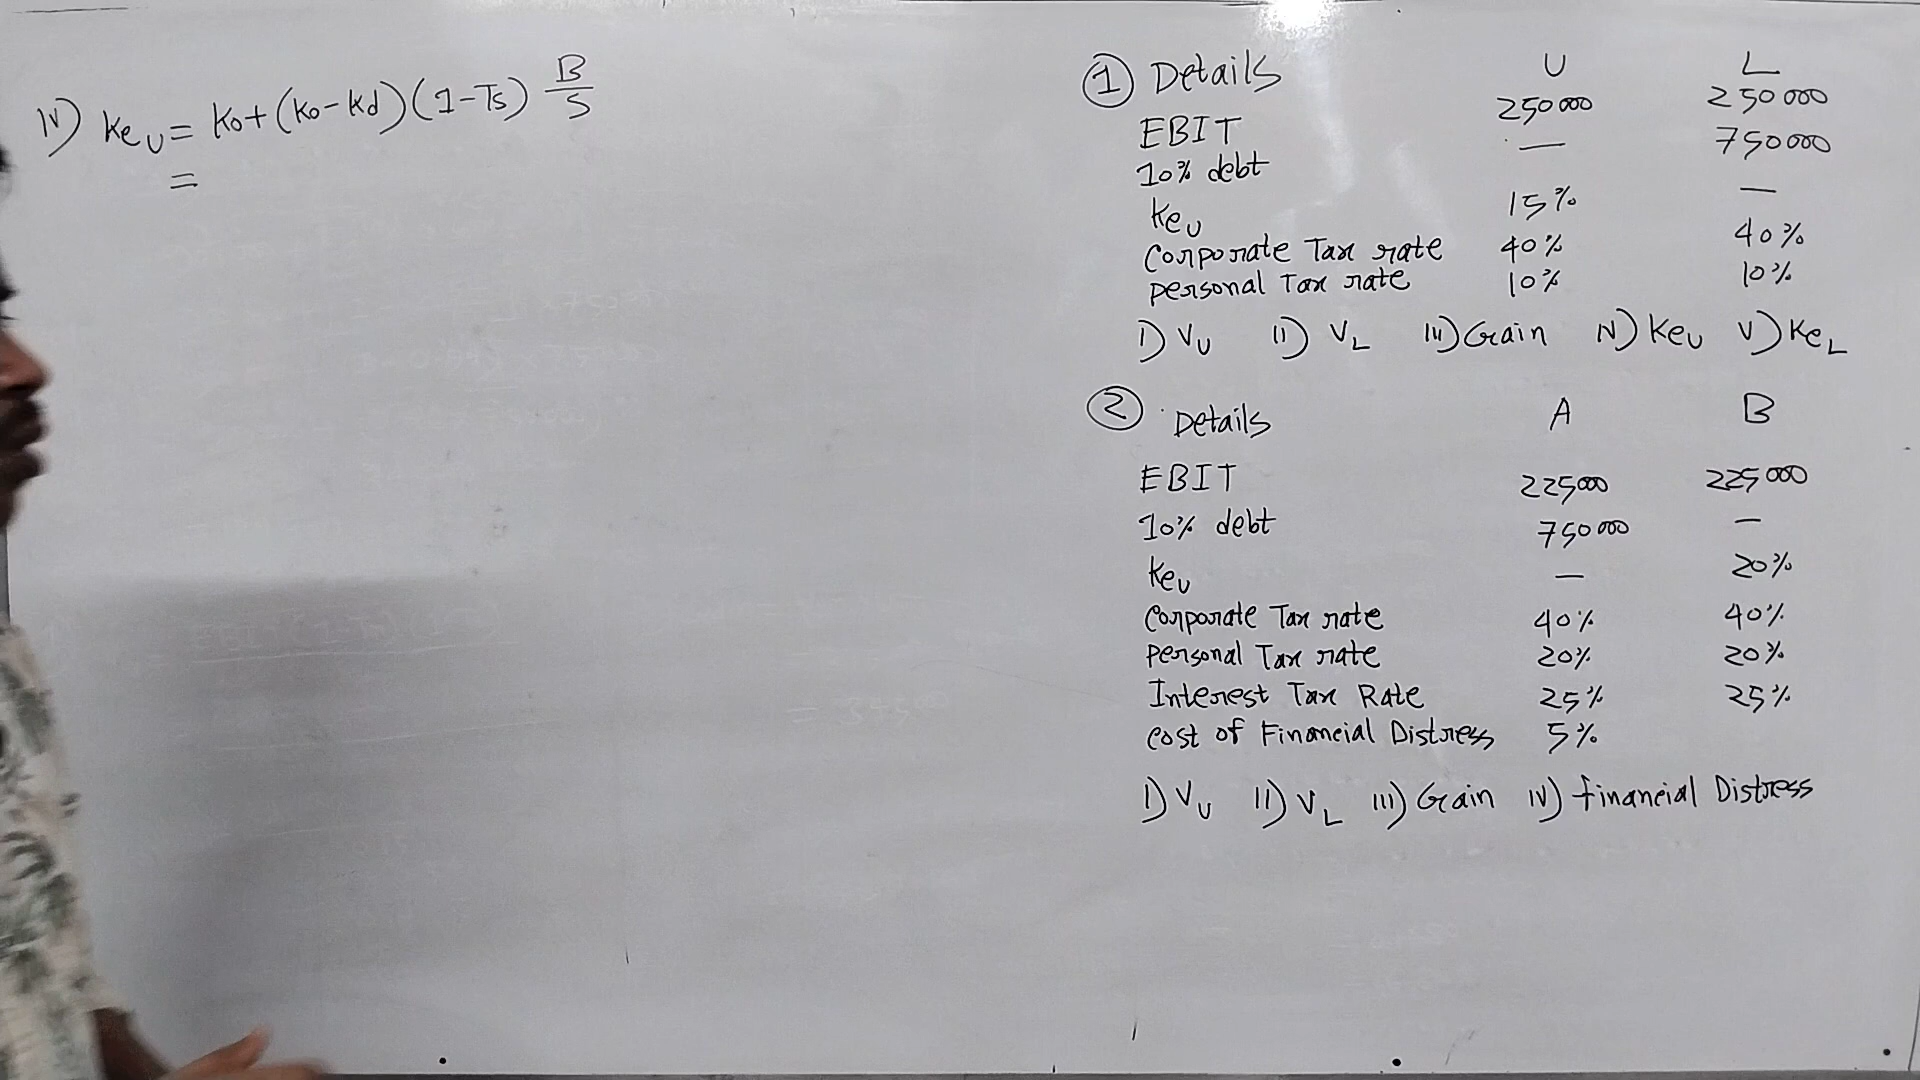 IV) Ke_U = Ko + (Ko - Kd) (1 - Ts) B/S
=
① Details U L
EBIT 250000 250000
10% debt — 750000
Ke_U 15% —
Corporate Tax rate 40% 40%
personal Tax rate 10% 10%
I) V_U II) V_L III) Gain IV) Ke_U V) Ke_L
② Details A B
EBIT 225000 225000
10% debt 750000 —
Ke_U — 20%
Corporate Tax rate 40% 40%
personal Tax rate 20% 20%
Interest Tax Rate 25% 25%
cost of Financial Distress 5%
I) V_U II) V_L III) Gain IV) financial Distress